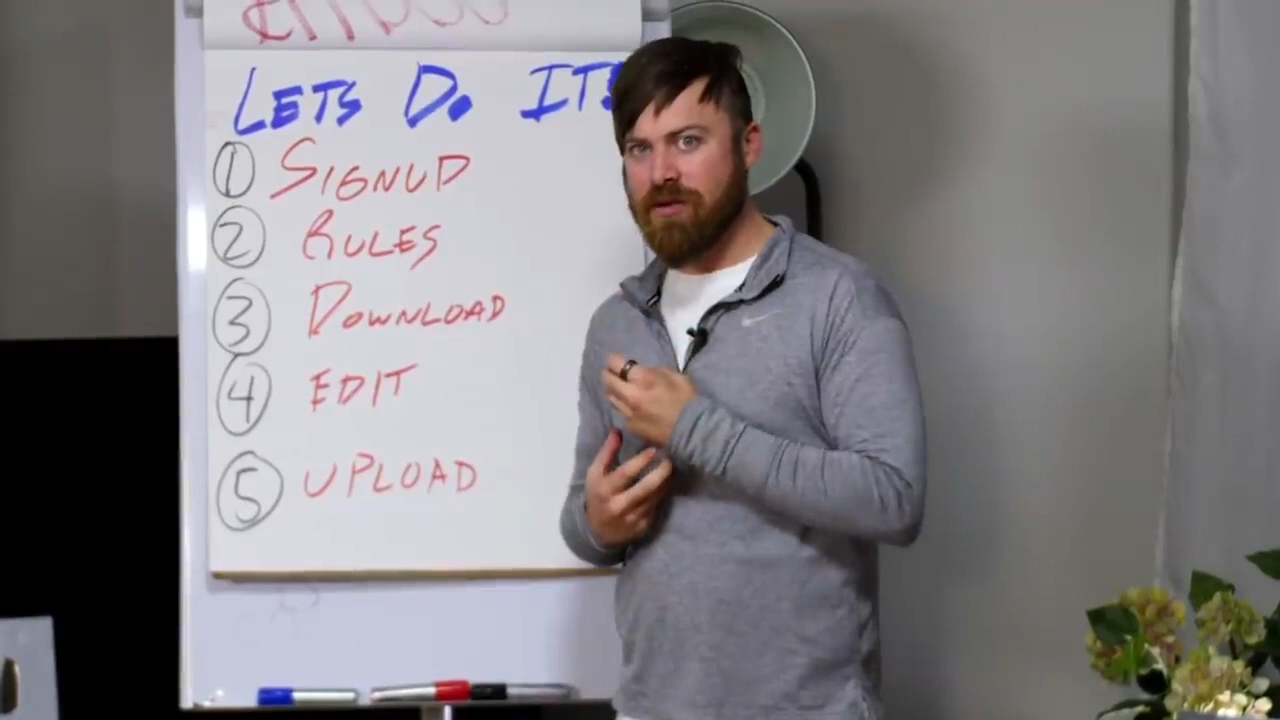 LETS DO IT!
1 SIGNUP
2 RULES
3 DOWNLOAD
4 EDIT
5 UPLOAD